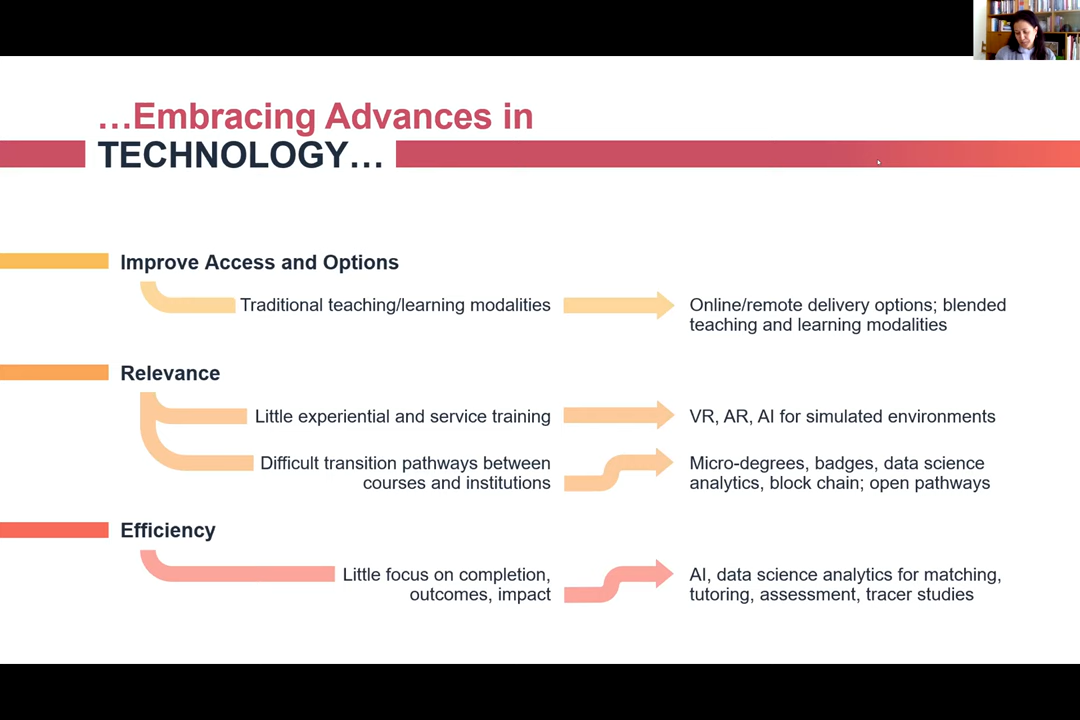 …Embracing Advances in
TECHNOLOGY…
Improve Access and Options
Traditional teaching/learning modalities
Online/remote delivery options; blended
teaching and learning modalities
Relevance
Little experiential and service training
VR, AR, AI for simulated environments
Difficult transition pathways between
courses and institutions
Micro-degrees, badges, data science
analytics, block chain; open pathways
Efficiency
Little focus on completion,
outcomes, impact
AI, data science analytics for matching,
tutoring, assessment, tracer studies